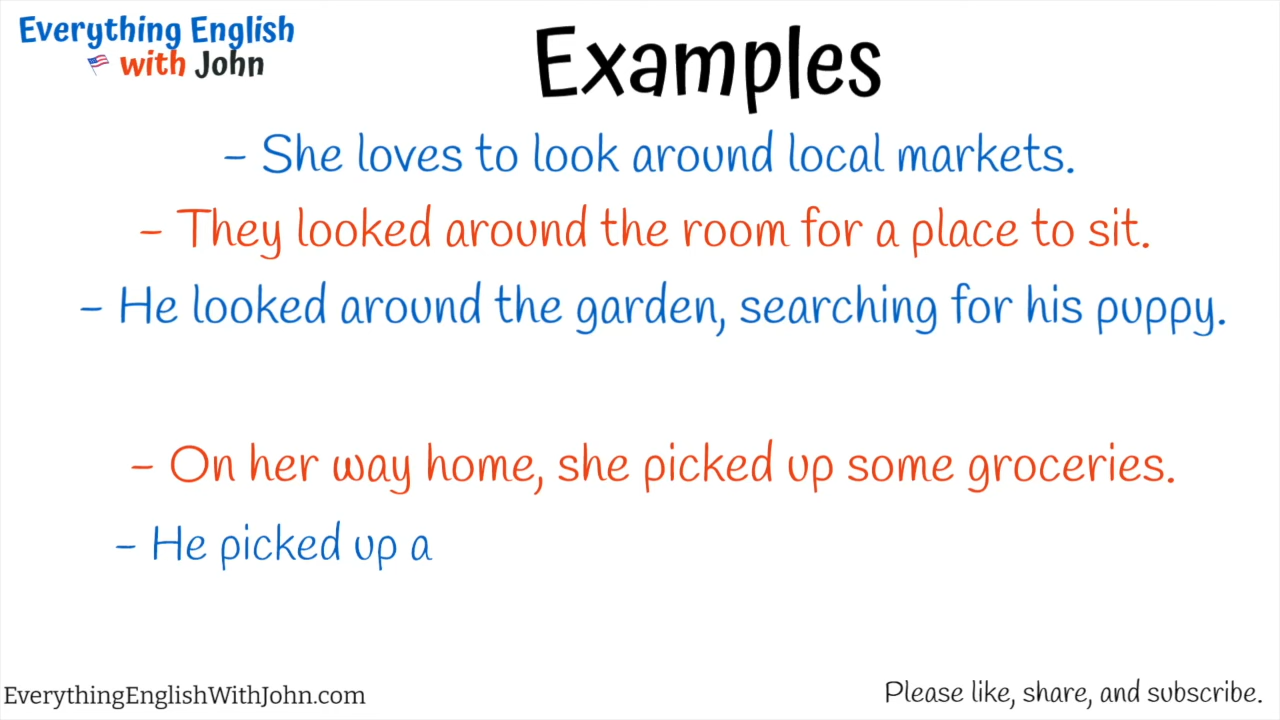 Everything English
with John
Examples
- She loves to look around local markets.
- They looked around the room for a place to sit.
- He looked around the garden, searching for his puppy.
- On her way home, she picked up some groceries.
- He picked up a
EverythingEnglishWithJohn.com
Please like, share, and subscribe.